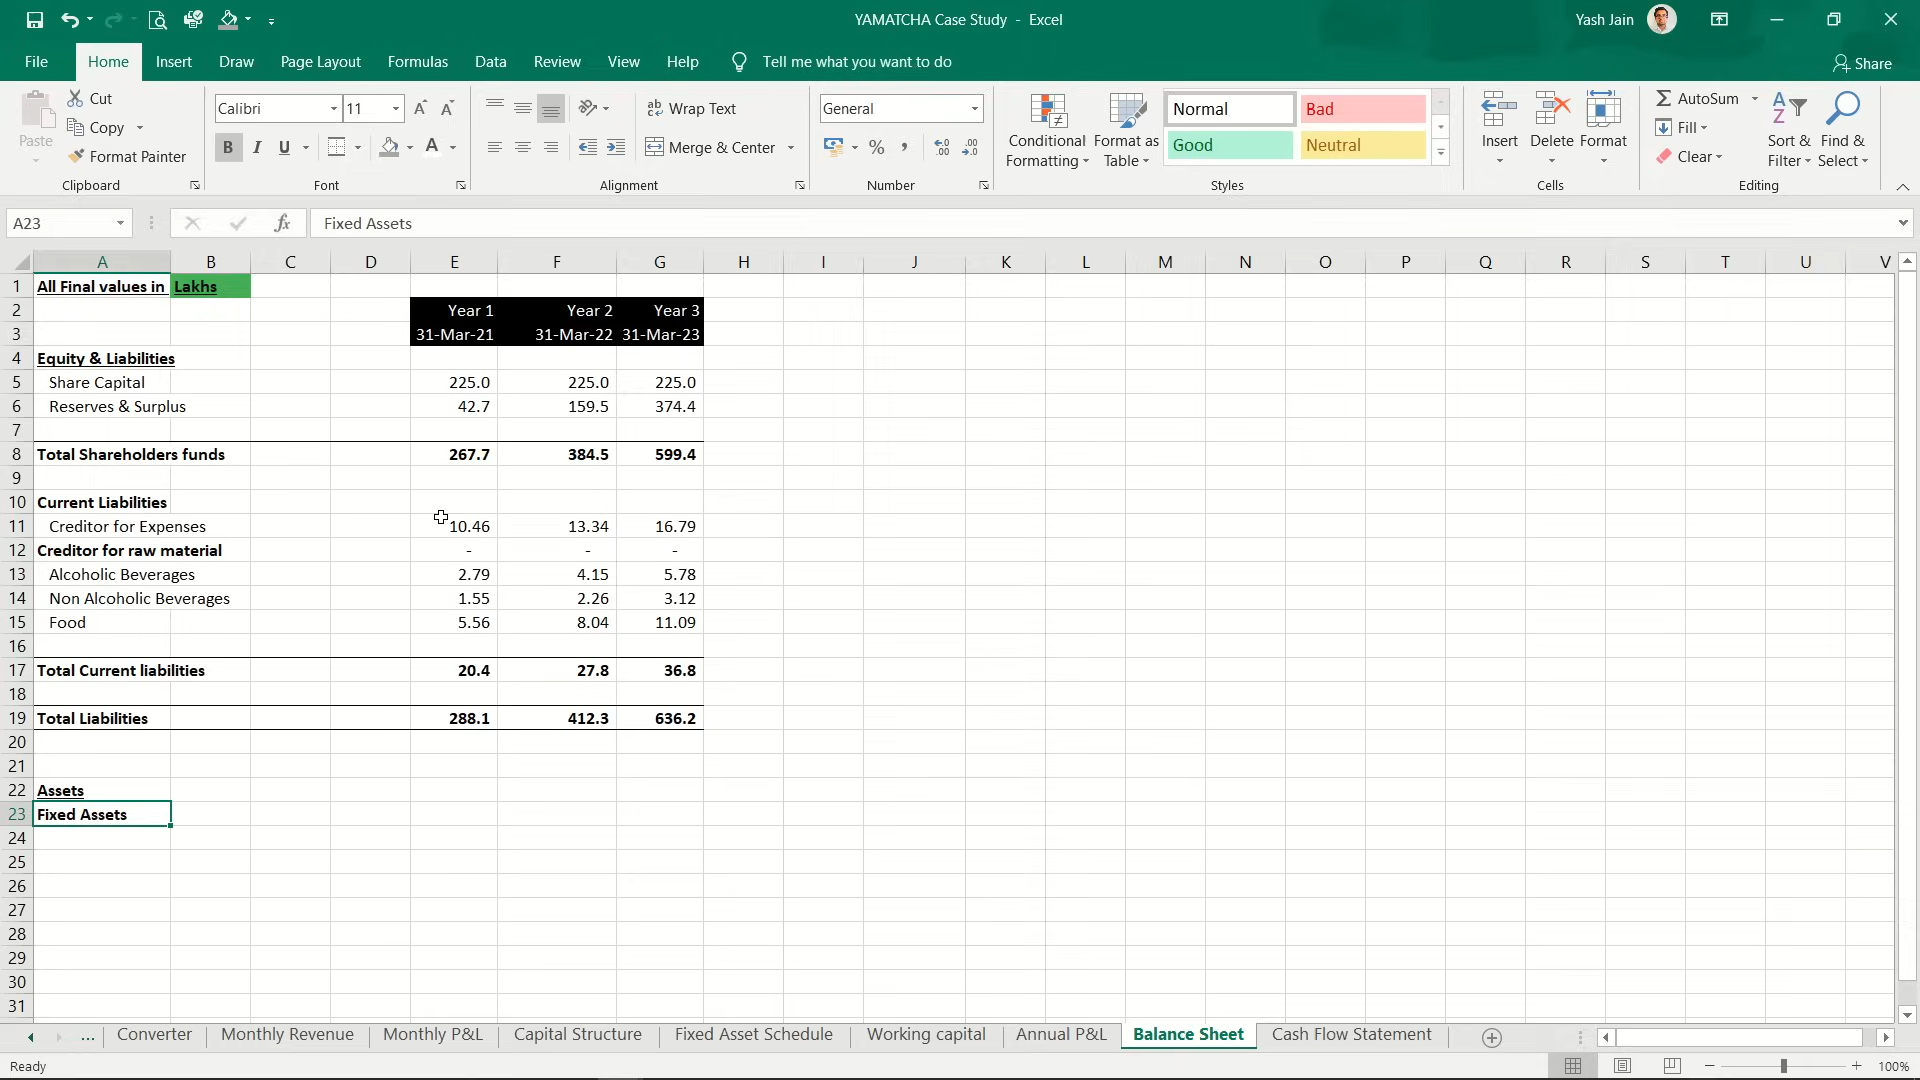 YAMATCHA Case Study - Excel
Yash Jain
File Home Insert Draw Page Layout Formulas Data Review View Help Tell me what you want to do
Share
Paste
Cut
Copy
Format Painter
Clipboard
Calibri 11
B I U
Font
Wrap Text
Merge & Center
Alignment
General
% ,
Number
Conditional Formatting
Format as Table
Normal Bad
Good Neutral
Styles
Insert Delete Format
Cells
AutoSum
Fill
Clear
Sort & Filter
Find & Select
Editing
A23 fx Fixed Assets
A B C D E F G H I J K L M N O P Q R S T U V
1 All Final values in Lakhs
2 Year 1 Year 2 Year 3
3 31-Mar-21 31-Mar-22 31-Mar-23
4 Equity & Liabilities
5 Share Capital 225.0 225.0 225.0
6 Reserves & Surplus 42.7 159.5 374.4
7
8 Total Shareholders funds 267.7 384.5 599.4
9
10 Current Liabilities
11 Creditor for Expenses 10.46 13.34 16.79
12 Creditor for raw material - - -
13 Alcoholic Beverages 2.79 4.15 5.78
14 Non Alcoholic Beverages 1.55 2.26 3.12
15 Food 5.56 8.04 11.09
16
17 Total Current liabilities 20.4 27.8 36.8
18
19 Total Liabilities 288.1 412.3 636.2
20
21
22 Assets
23 Fixed Assets
24
25
26
27
28
29
30
31
... Converter Monthly Revenue Monthly P&L Capital Structure Fixed Asset Schedule Working capital Annual P&L Balance Sheet Cash Flow Statement
Ready
100%